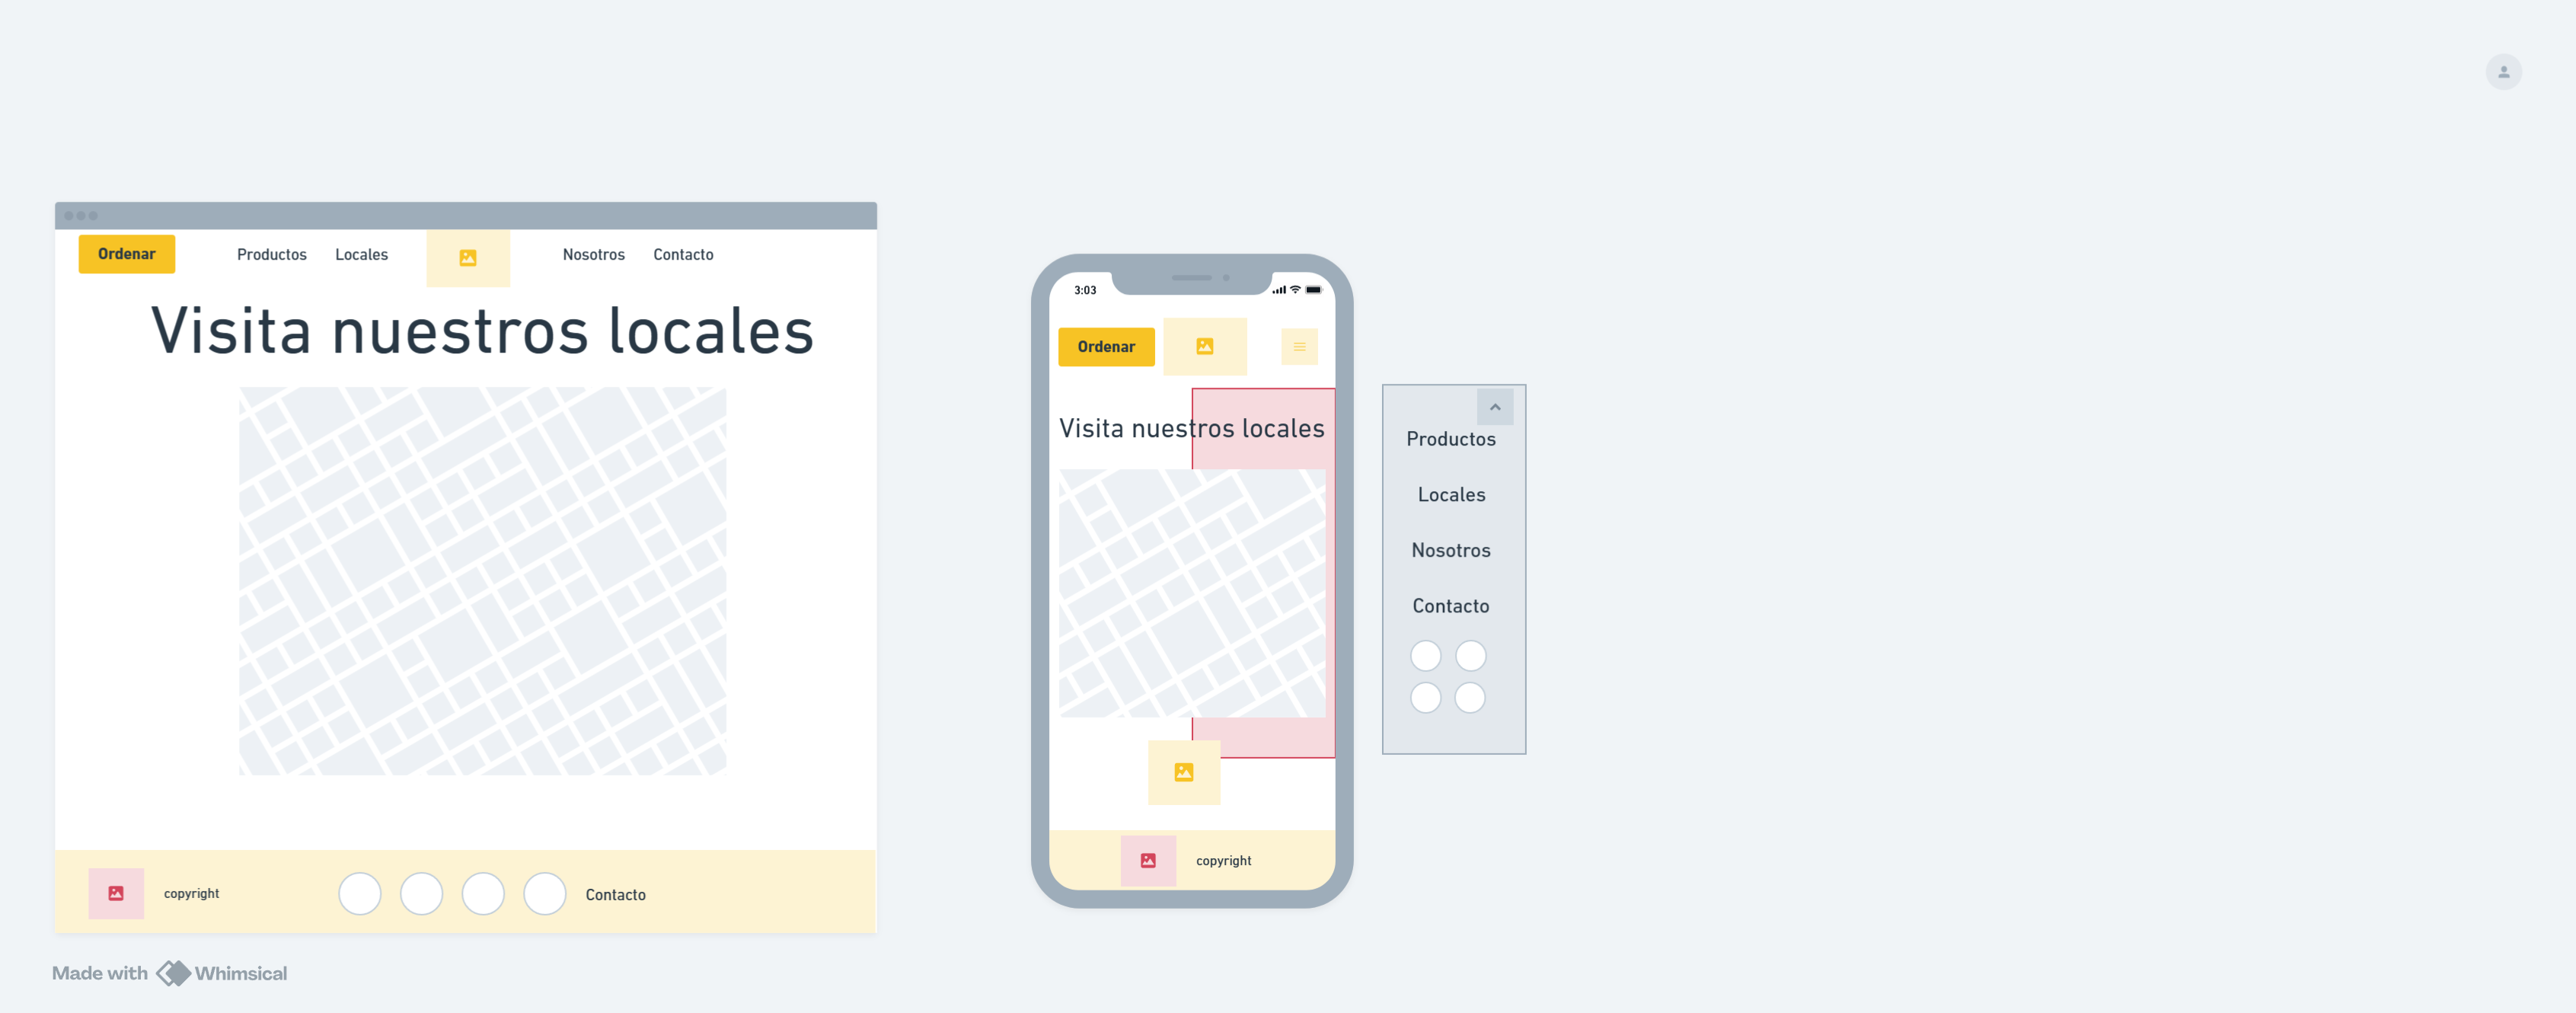 Ordenar
Productos
Locales
Nosotros
Contacto
Visita nuestros locales
copyright
Contacto
3:03
Ordenar
Visita nuestros locales
copyright
Productos
Locales
Nosotros
Contacto
Made with Whimsical